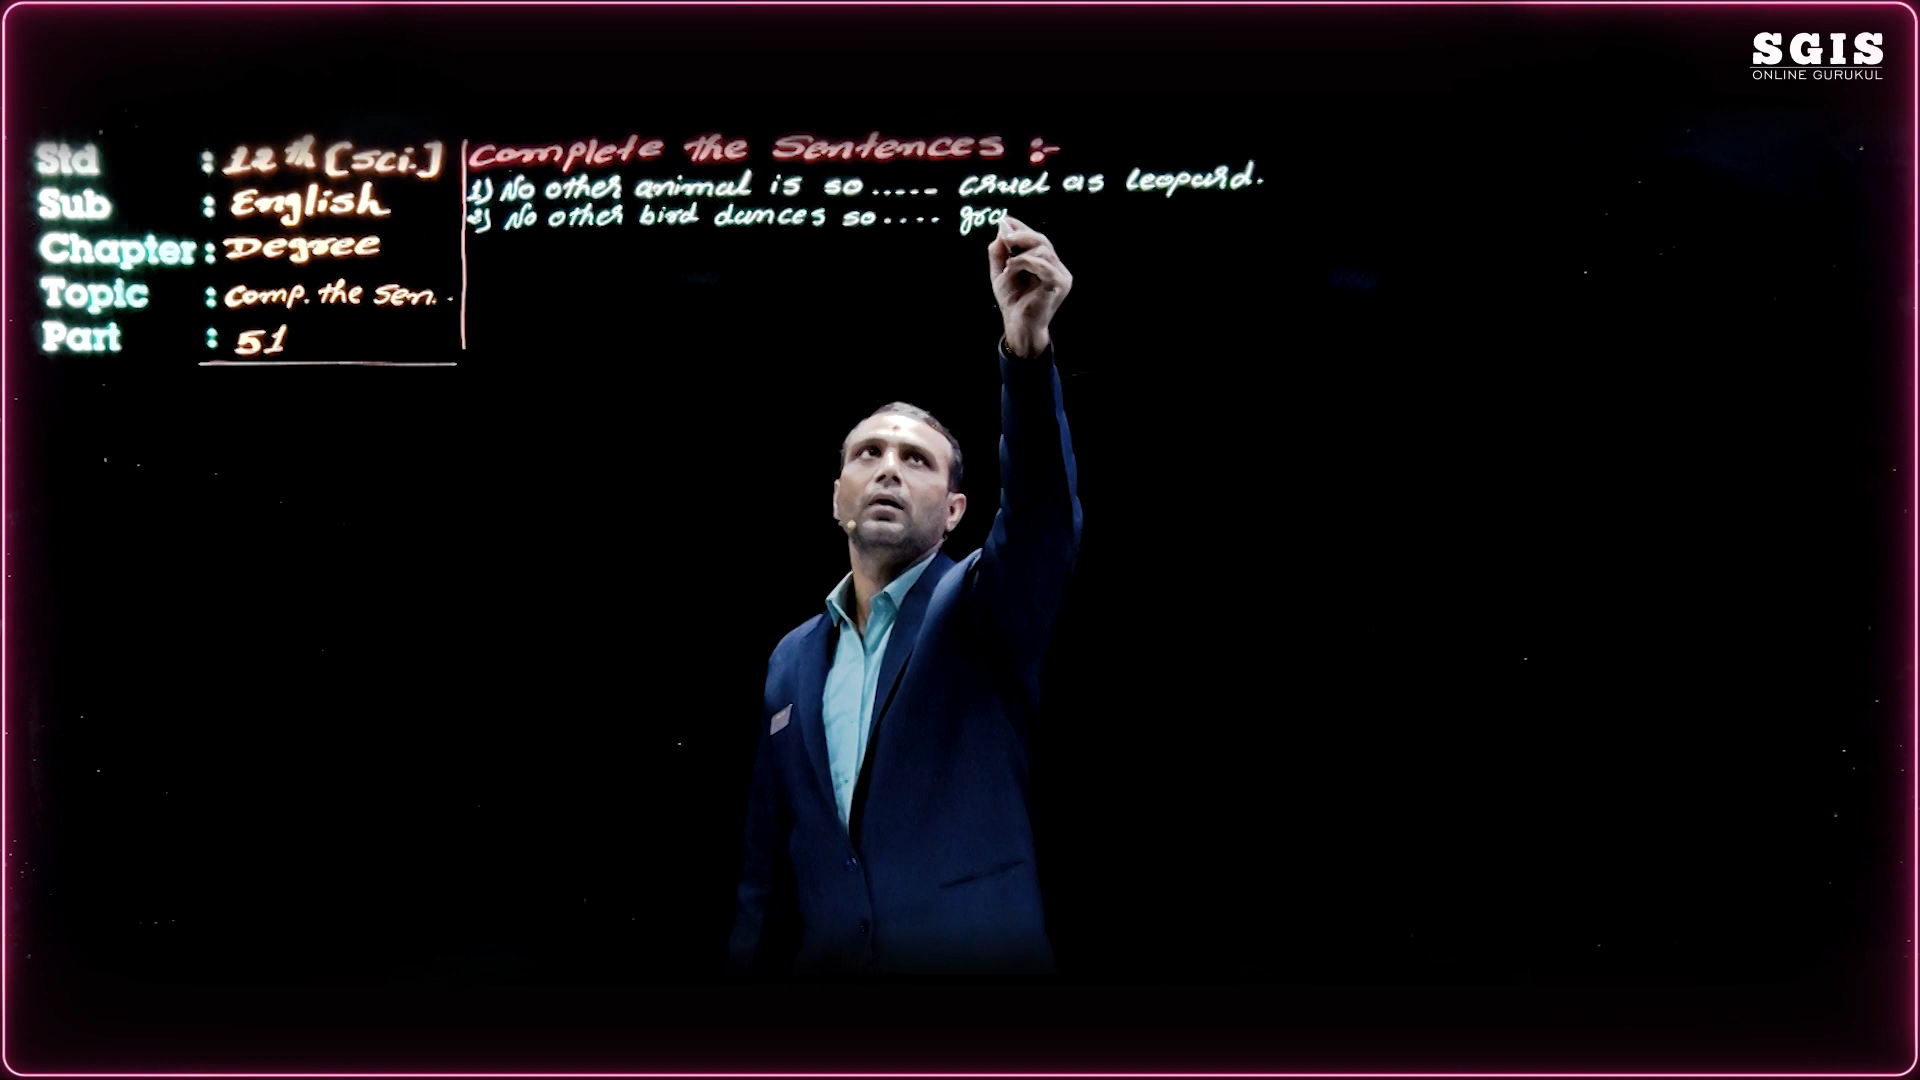 SGIS
ONLINE GURUKUL
Std : 12th [Sci.]
Sub : English
Chapter : Degree
Topic : Comp. the Sen.
Part : 51
Complete the Sentences :-
1) No other animal is so..... cruel as leopard.
2) No other bird dances so.... gra